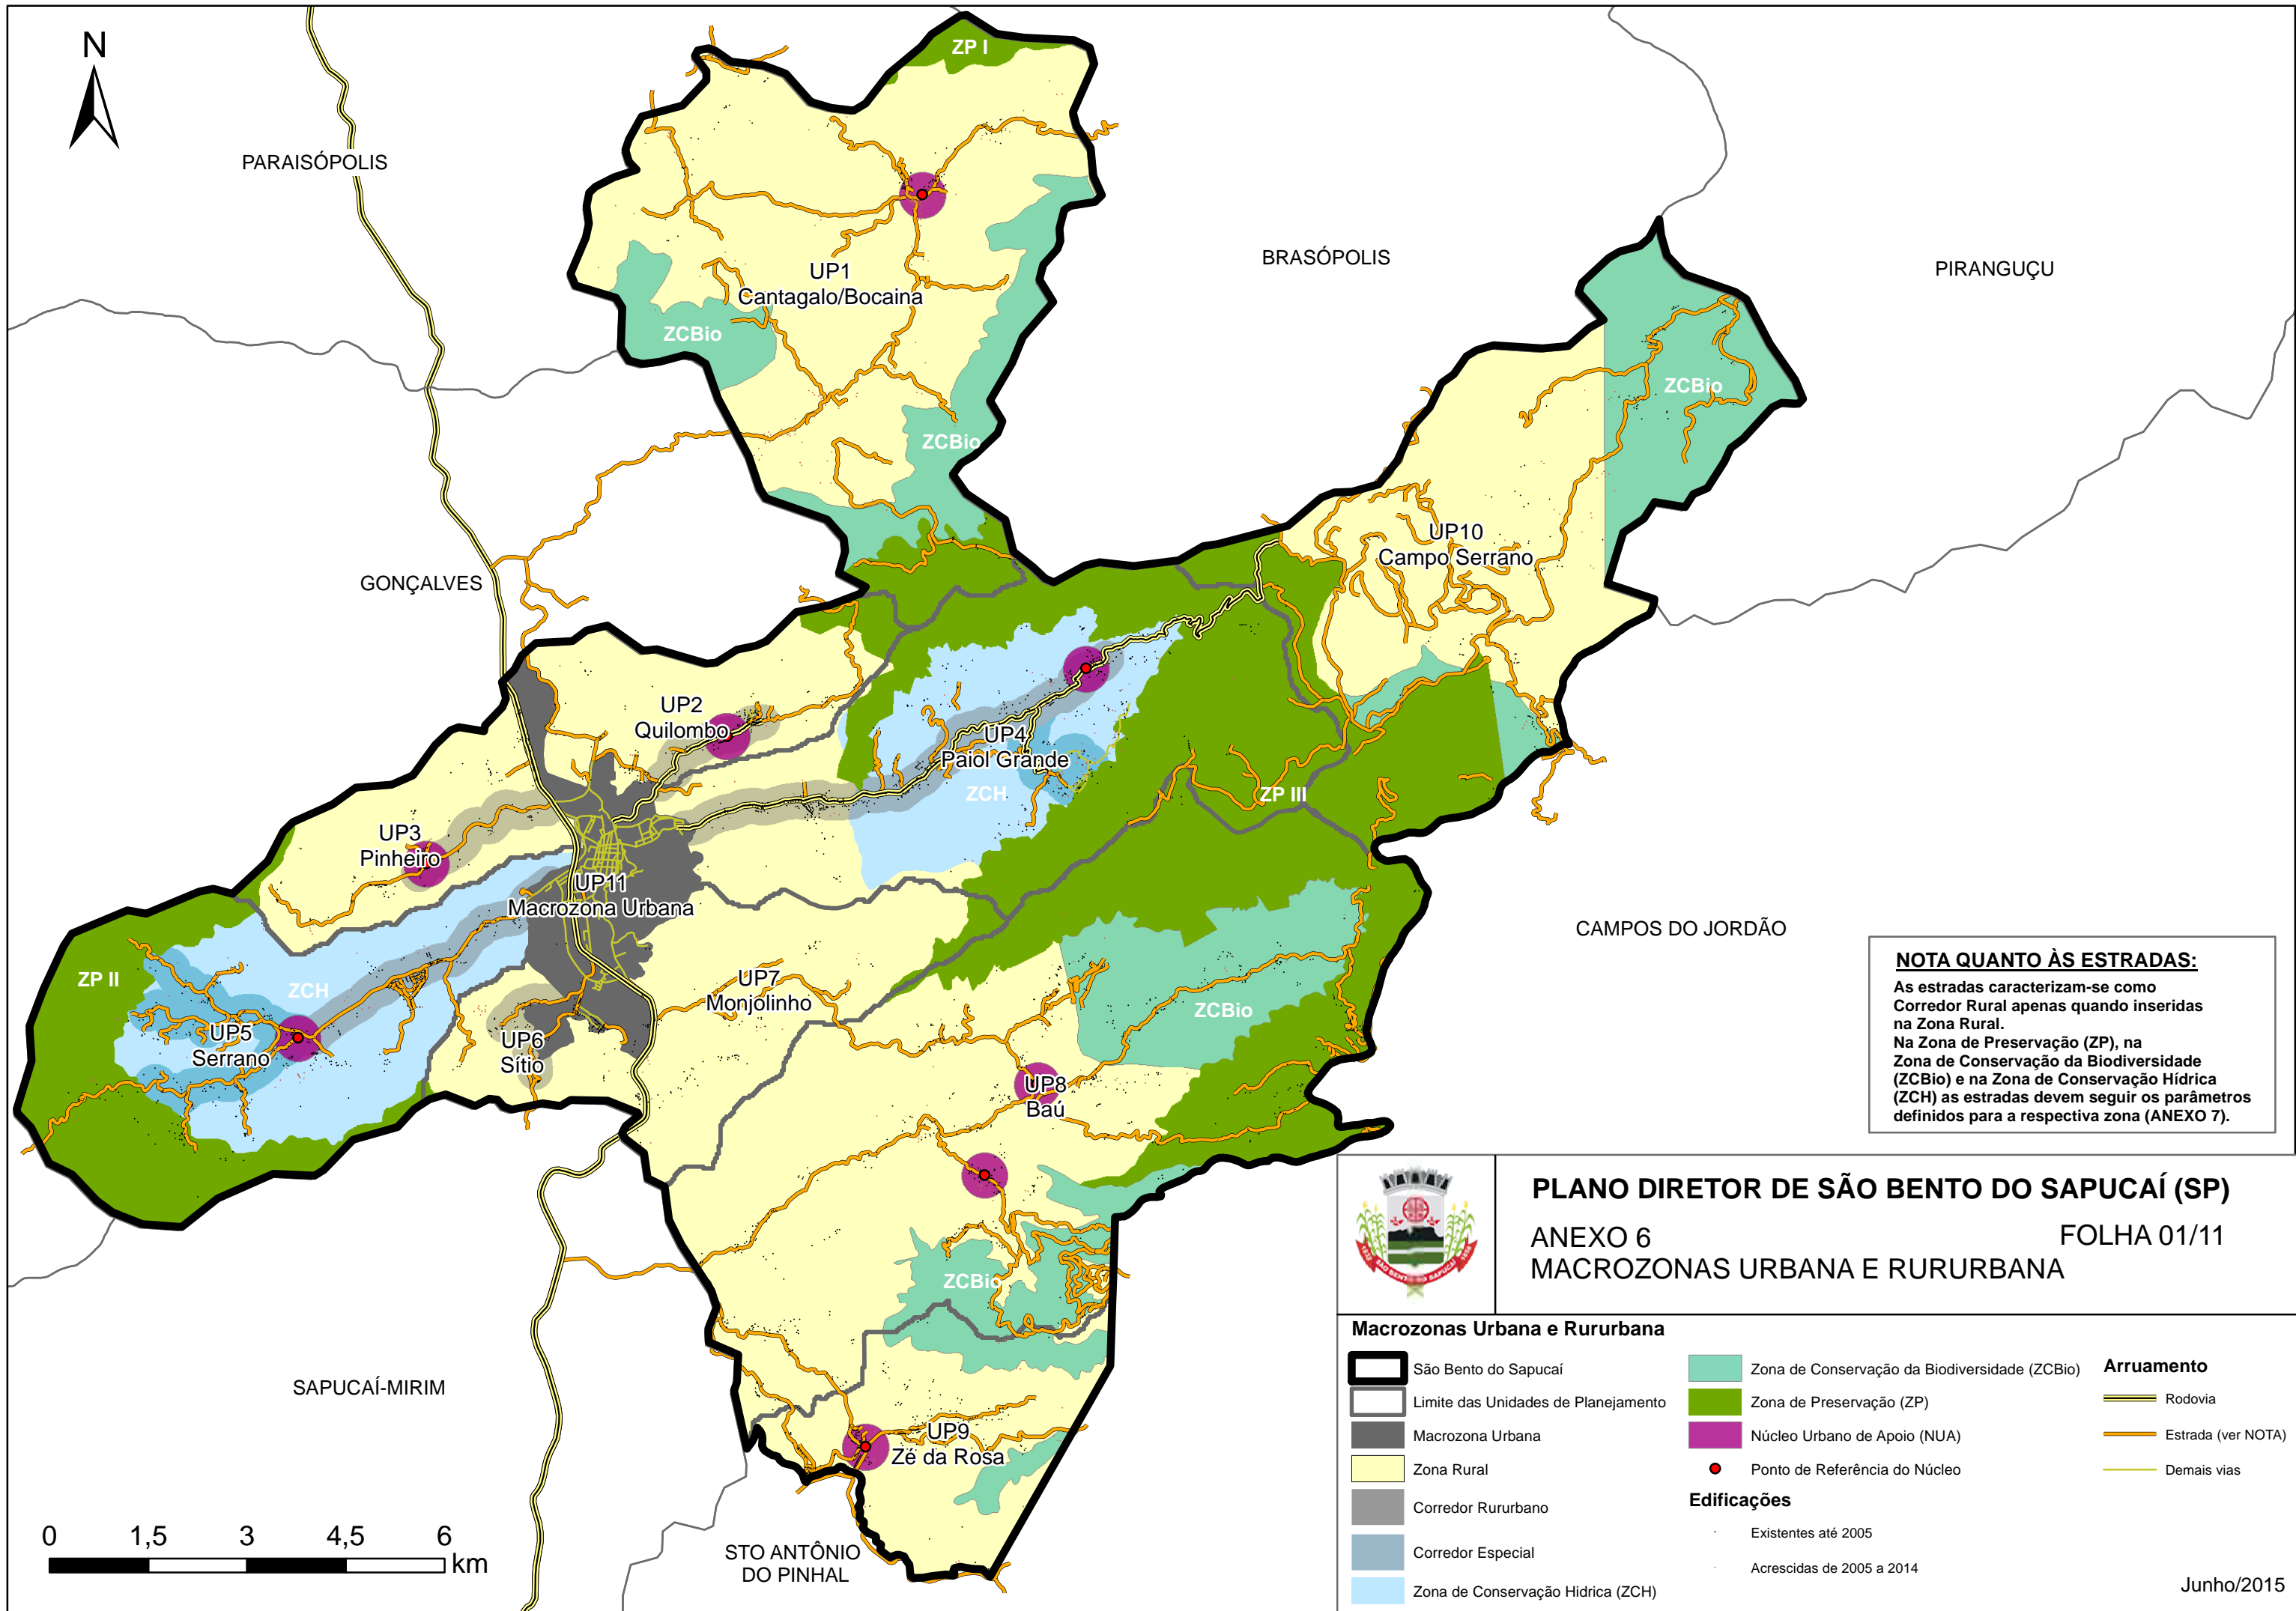 N
ZP I
PARAISÓPOLIS
BRASÓPOLIS
PIRANGUÇU
UP1
Cantagalo/Bocaina
ZCBio
ZCBio
ZCBio
UP10
Campo Serrano
GONÇALVES
UP2
Quilombo
UP4
Paiol Grande
ZCH
ZP III
UP3
Pinheiro
UP11
Macrozona Urbana
CAMPOS DO JORDÃO
ZP II
ZCH
UP7
Monjolinho
ZCBio
UP5
Serrano
UP6
Sítio
UP8
Baú
ZCBio
SAPUCAÍ-MIRIM
UP9
Zé da Rosa
STO ANTÔNIO
DO PINHAL
0 1,5 3 4,5 6
km
NOTA QUANTO ÀS ESTRADAS:
As estradas caracterizam-se como
Corredor Rural apenas quando inseridas
na Zona Rural.
Na Zona de Preservação (ZP), na
Zona de Conservação da Biodiversidade
(ZCBio) e na Zona de Conservação Hídrica
(ZCH) as estradas devem seguir os parâmetros
definidos para a respectiva zona (ANEXO 7).
SÃO BENTO DO SAPUCAÍ
PLANO DIRETOR DE SÃO BENTO DO SAPUCAÍ (SP)
ANEXO 6 FOLHA 01/11
MACROZONAS URBANA E RURURBANA
Macrozonas Urbana e Rururbana
São Bento do Sapucaí
Limite das Unidades de Planejamento
Macrozona Urbana
Zona Rural
Corredor Rururbano
Corredor Especial
Zona de Conservação Hidrica (ZCH)
Zona de Conservação da Biodiversidade (ZCBio)
Zona de Preservação (ZP)
Núcleo Urbano de Apoio (NUA)
Ponto de Referência do Núcleo
Edificações
Existentes até 2005
Acrescidas de 2005 a 2014
Arruamento
Rodovia
Estrada (ver NOTA)
Demais vias
Junho/2015